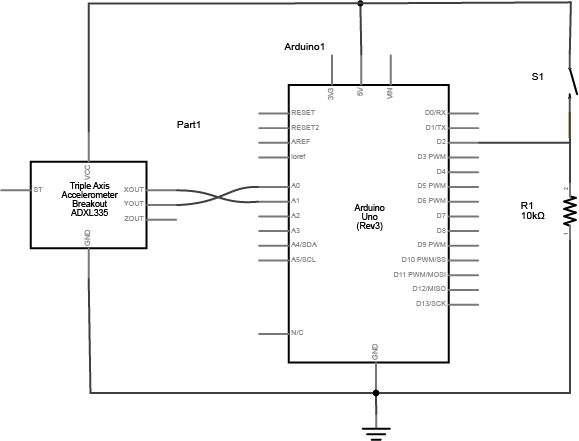 Arduino1
S1
3V3
5V
VIN
Part1
RESET
RESET2
AREF
ioref
A0
A1
A2
A3
A4/SDA
A5/SCL
N/C
D0/RX
D1/TX
D2
D3 PWM
D4
D5 PWM
D6 PWM
D7
D8
D9 PWM
D10 PWM/SS
D11 PWM/MOSI
D12/MISO
D13/SCK
Arduino
Uno
(Rev3)
GND
VCC
ST
Triple Axis
Accelerometer
Breakout
ADXL335
XOUT
YOUT
ZOUT
GND
R1
10kΩ
2
1